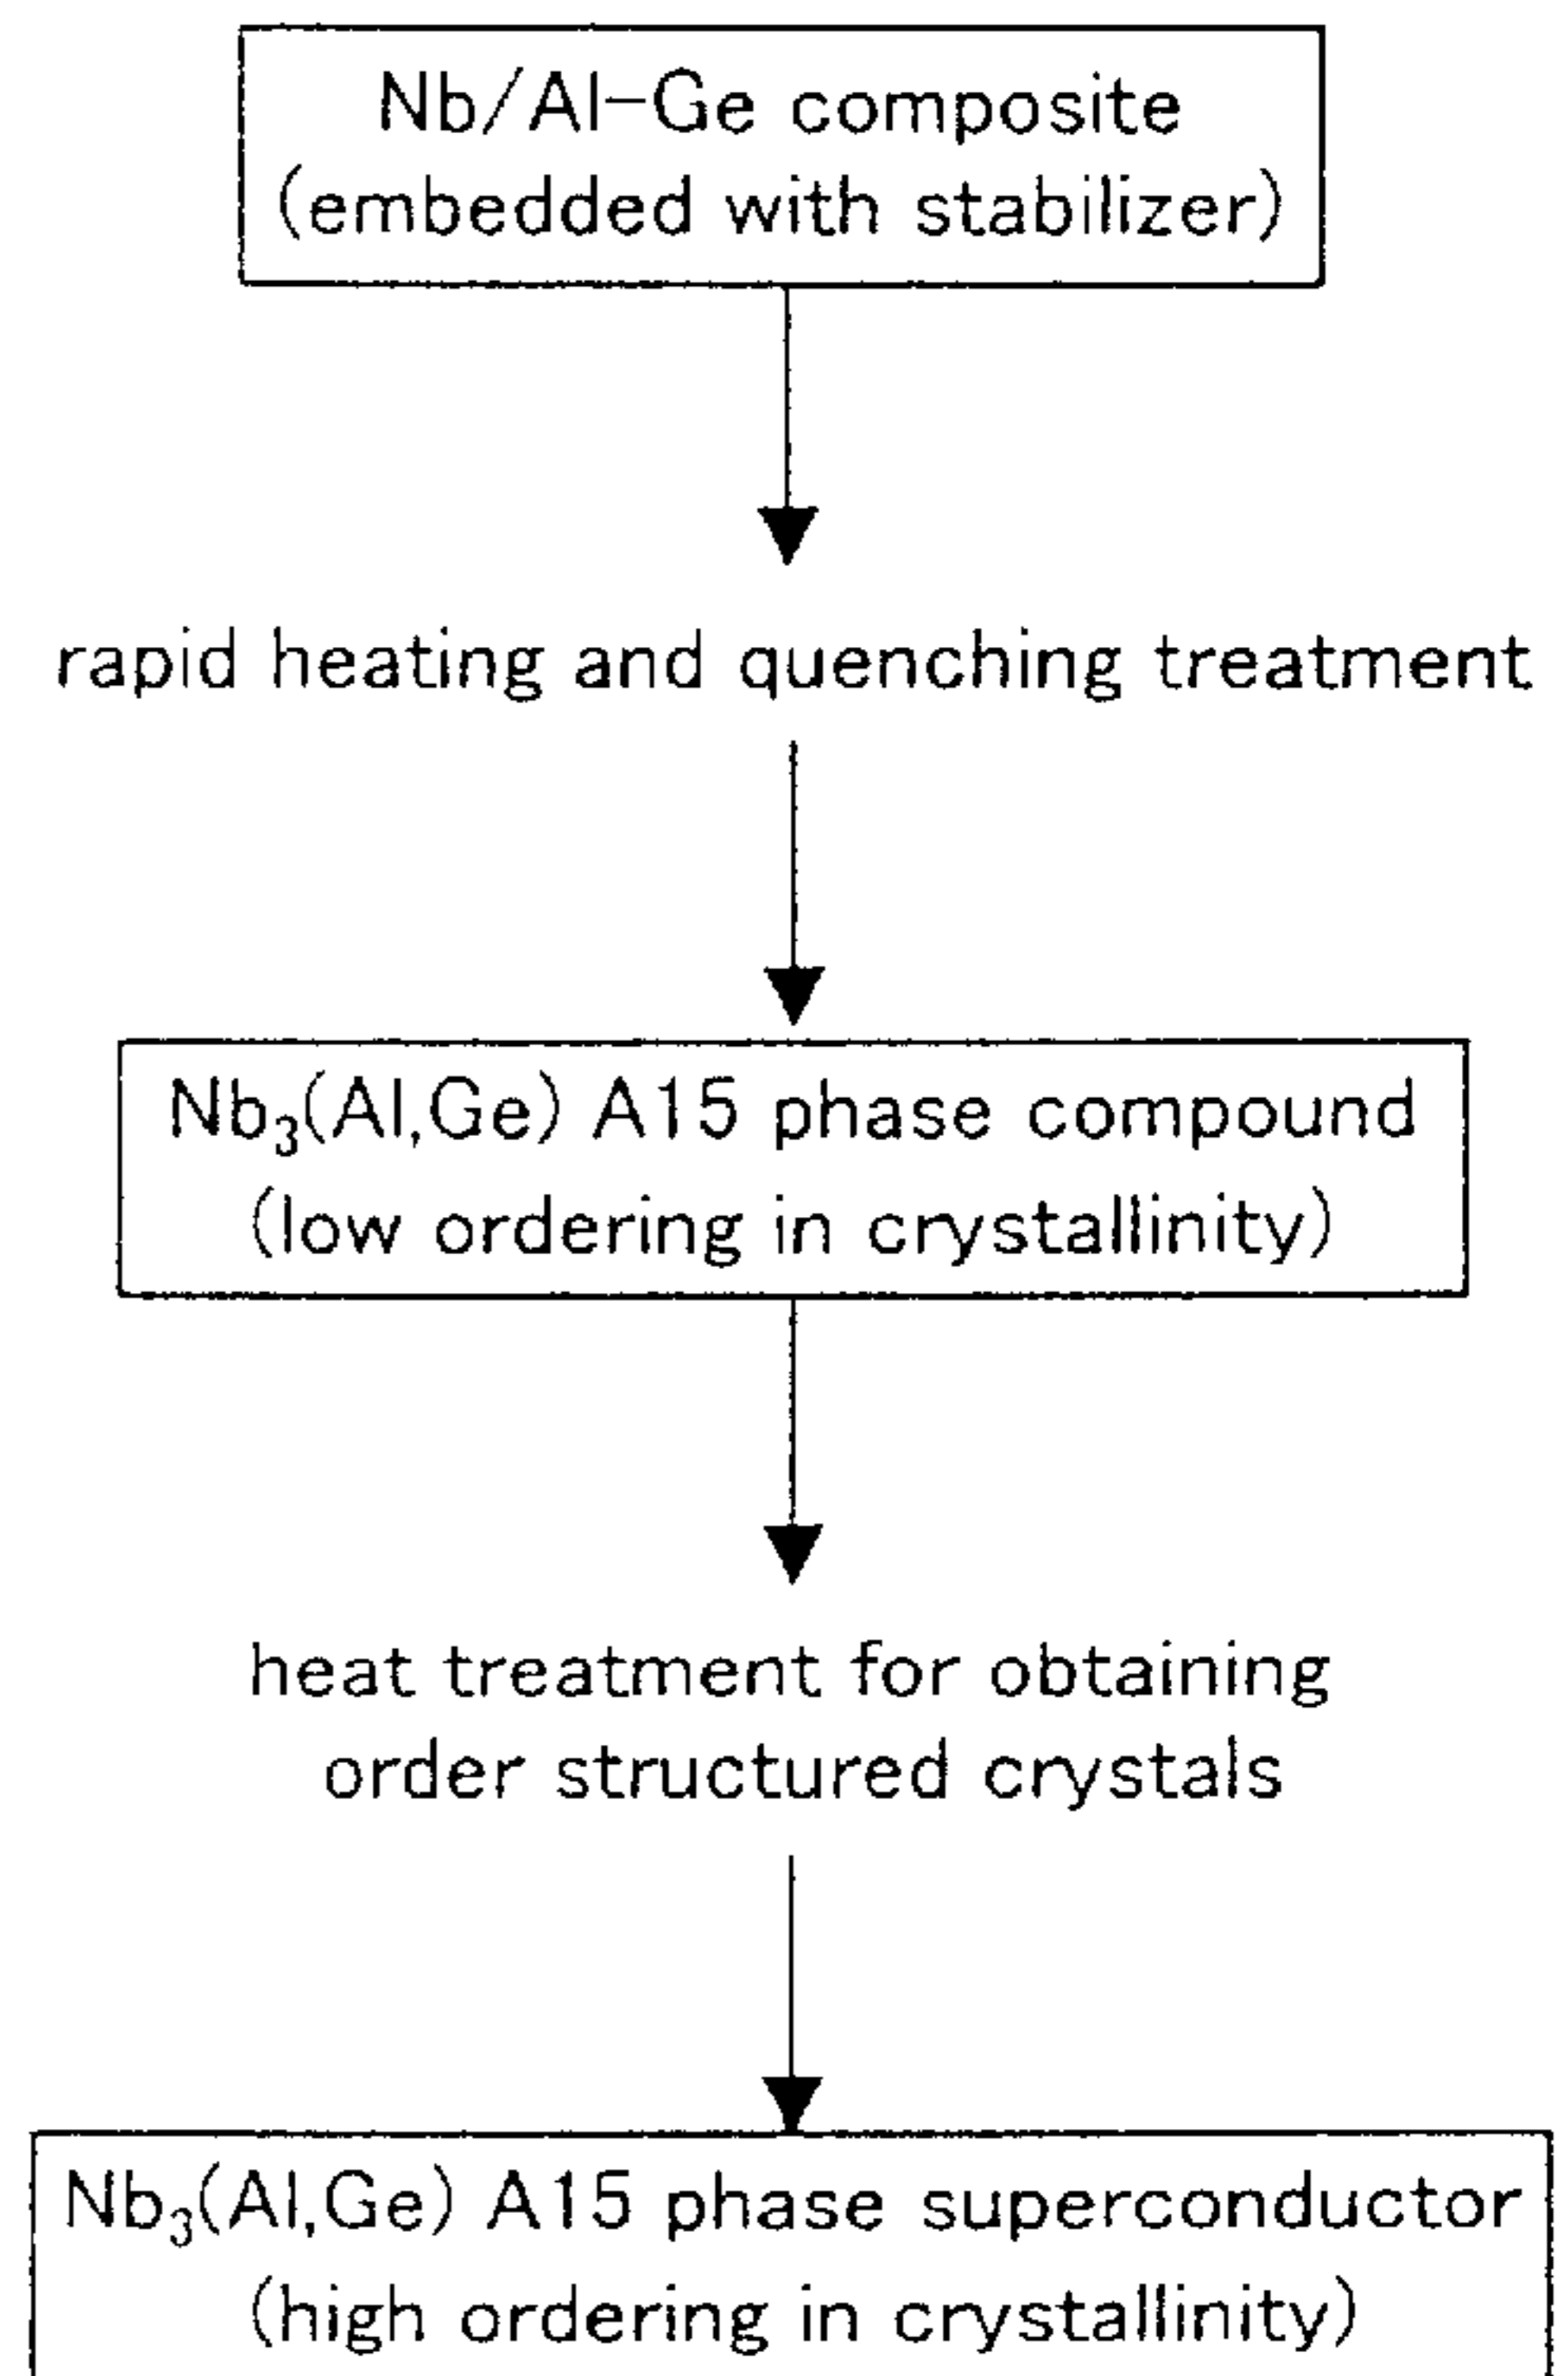 Nb/Al-Ge composite
(embedded with stabilizer)
rapid heating and quenching treatment
Nb₃(Al,Ge) A15 phase compound
(low ordering in crystallinity)
heat treatment for obtaining
order structured crystals
Nb₃(Al,Ge) A15 phase superconductor
(high ordering in crystallinity)